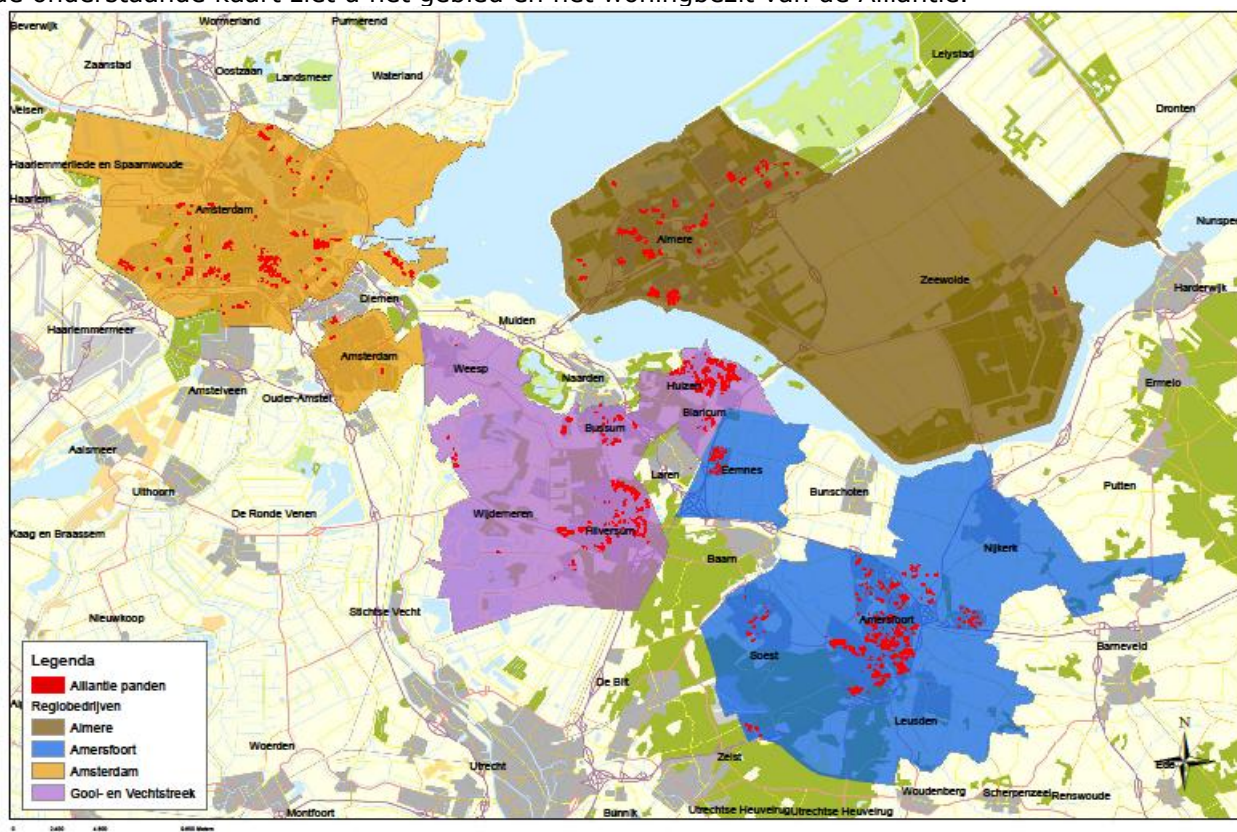 de onderstaande kaart ziet u het gebied en het woningbezit van de Alliantie.
Beverwijk
Wormerland
Purmerend
Zaanstad
Oostzaan
Landsmeer
Waterland
Lelystad
Velsen
Dronten
Haarlemmerliede en Spaarnwoude
Haarlem
Amsterdam
Almere
Nunspe
Zeewolde
Harderwijk
Diemen
Muiden
Haarlemmermeer
Amsterdam
Weesp
Naarden
Huizen
Ermelo
Amstelveen
Ouder-Amstel
Blaricum
Bussum
Aalsmeer
Laren
Eemnes
Uithoorn
Bunschoten
Putten
De Ronde Venen
Wijdemeren
Hilversum
Kaag en Braassem
Baarn
Nijkerk
Nieuwkoop
Stichtse Vecht
Amersfoort
Barneveld
Soest
De Bilt
Leusden
Woerden
Utrecht
Zeist
Ede
Woudenberg
Scherpenzeel
Renswoude
Montfoort
Bunnik
Utrechtse Heuvelrug
Utrechtse Heuvelrug
N
Legenda
Alliantie panden
Regiobedrijven
Almere
Amersfoort
Amsterdam
Gooi- en Vechtstreek